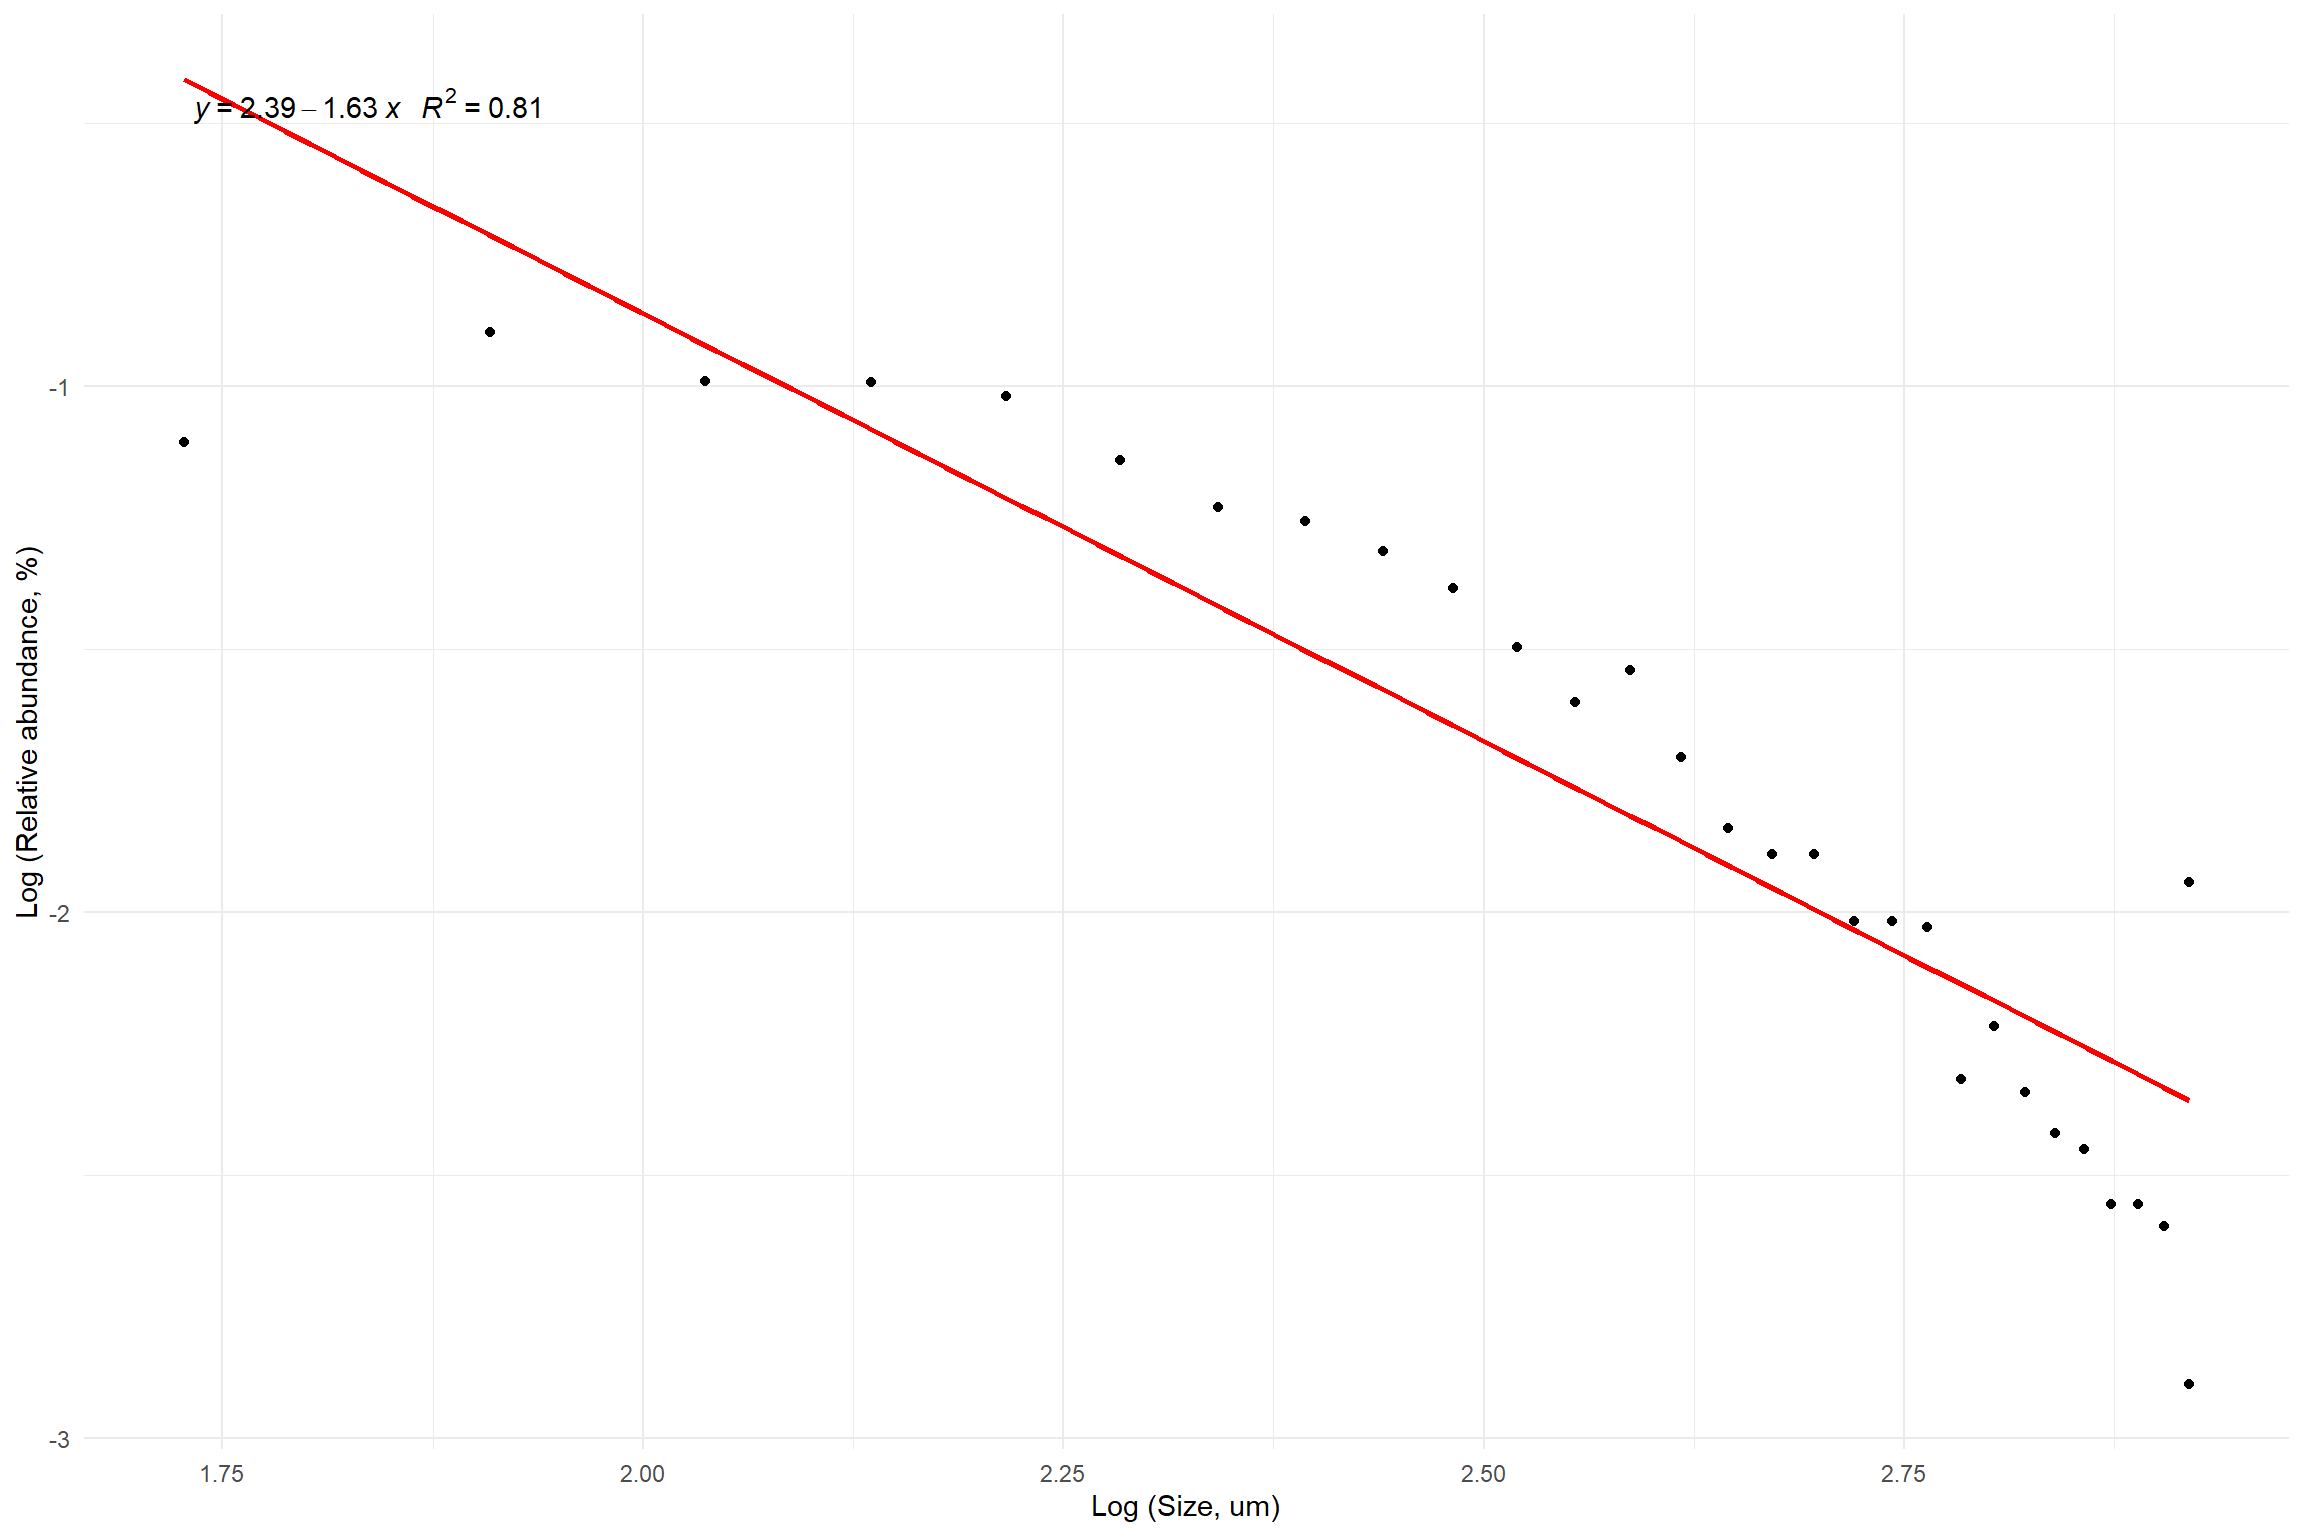 y = 2.39 – 1.63 x R² = 0.81
-1
-2
-3
Log (Relative abundance, %)
1.75 2.00 2.25 2.50 2.75
Log (Size, um)